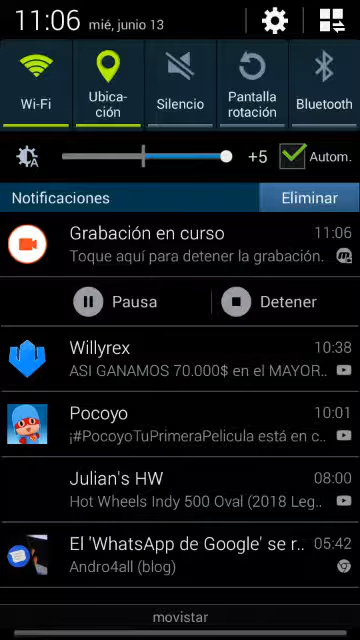 11:06 mié, junio 13
Wi-Fi
Ubica-
ción
Silencio
Pantalla
rotación
Bluetooth
+5 Autom.
Notificaciones Eliminar
Grabación en curso 11:06
Toque aquí para detener la grabación.
Pausa Detener
Willyrex 10:38
ASI GANAMOS 70.000$ en el MAYOR..
Pocoyo 10:01
¡#PocoyoTuPrimeraPelicula está en c..
Julian's HW 08:00
Hot Wheels Indy 500 Oval (2018 Leg..
El 'WhatsApp de Google' se r.. 05:42
Andro4all (blog)
movistar